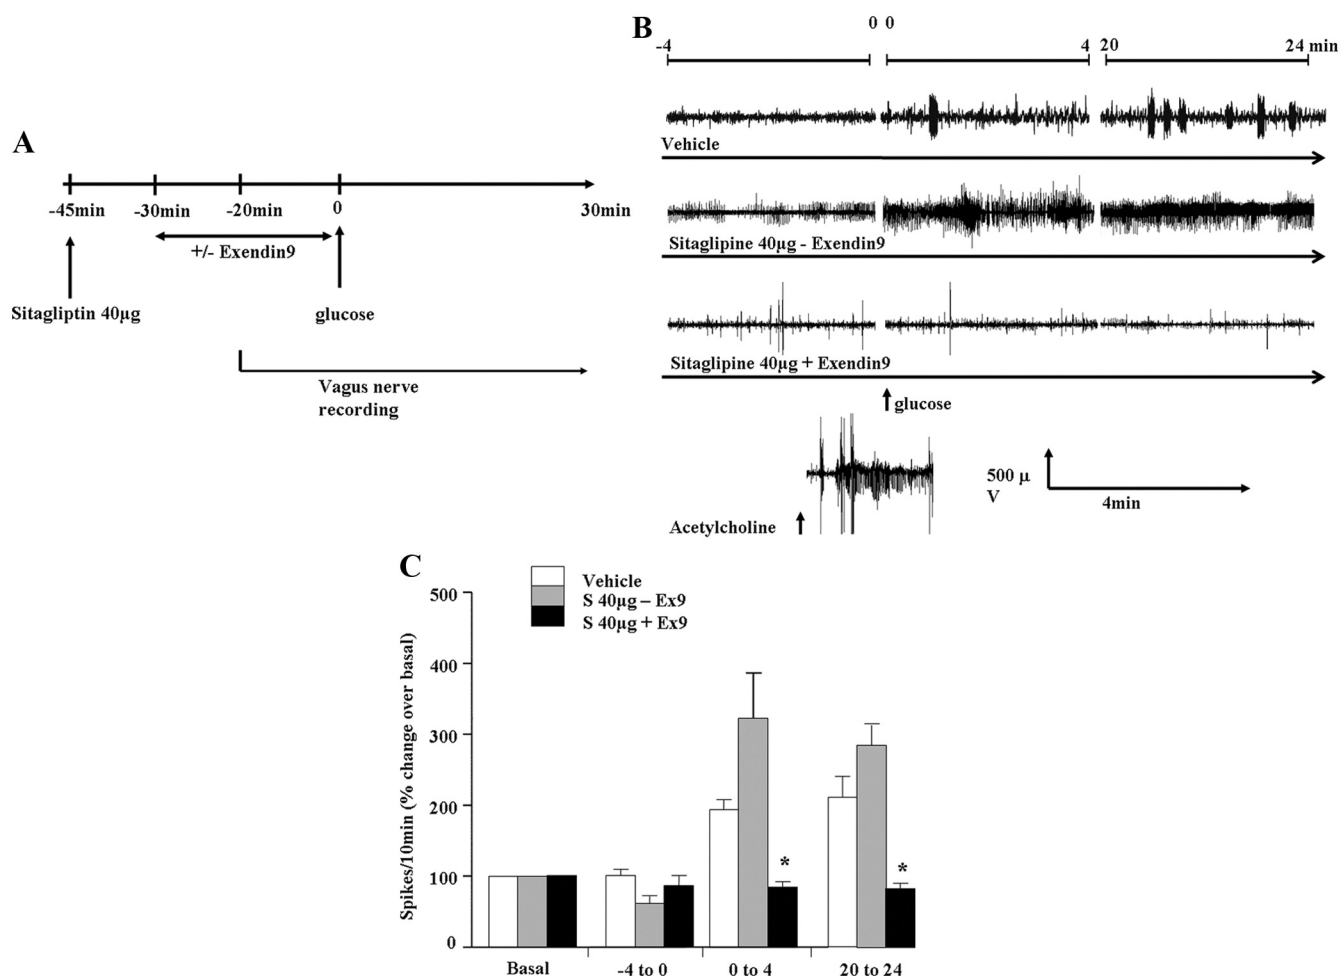 A
-45min -30min -20min 0 30min
+/- Exendin9
Sitagliptin 40µg glucose
Vagus nerve
recording
B
-4 0 0 4 20 24 min
Vehicle
Sitaglipine 40µg - Exendin9
Sitaglipine 40µg + Exendin9
glucose
Acetylcholine
500 µ
V
4min
C
Vehicle
S 40µg – Ex9
S 40µg + Ex9
Spikes/10min (% change over basal)
500
400
300
200
100
0
* *
Basal -4 to 0 0 to 4 20 to 24